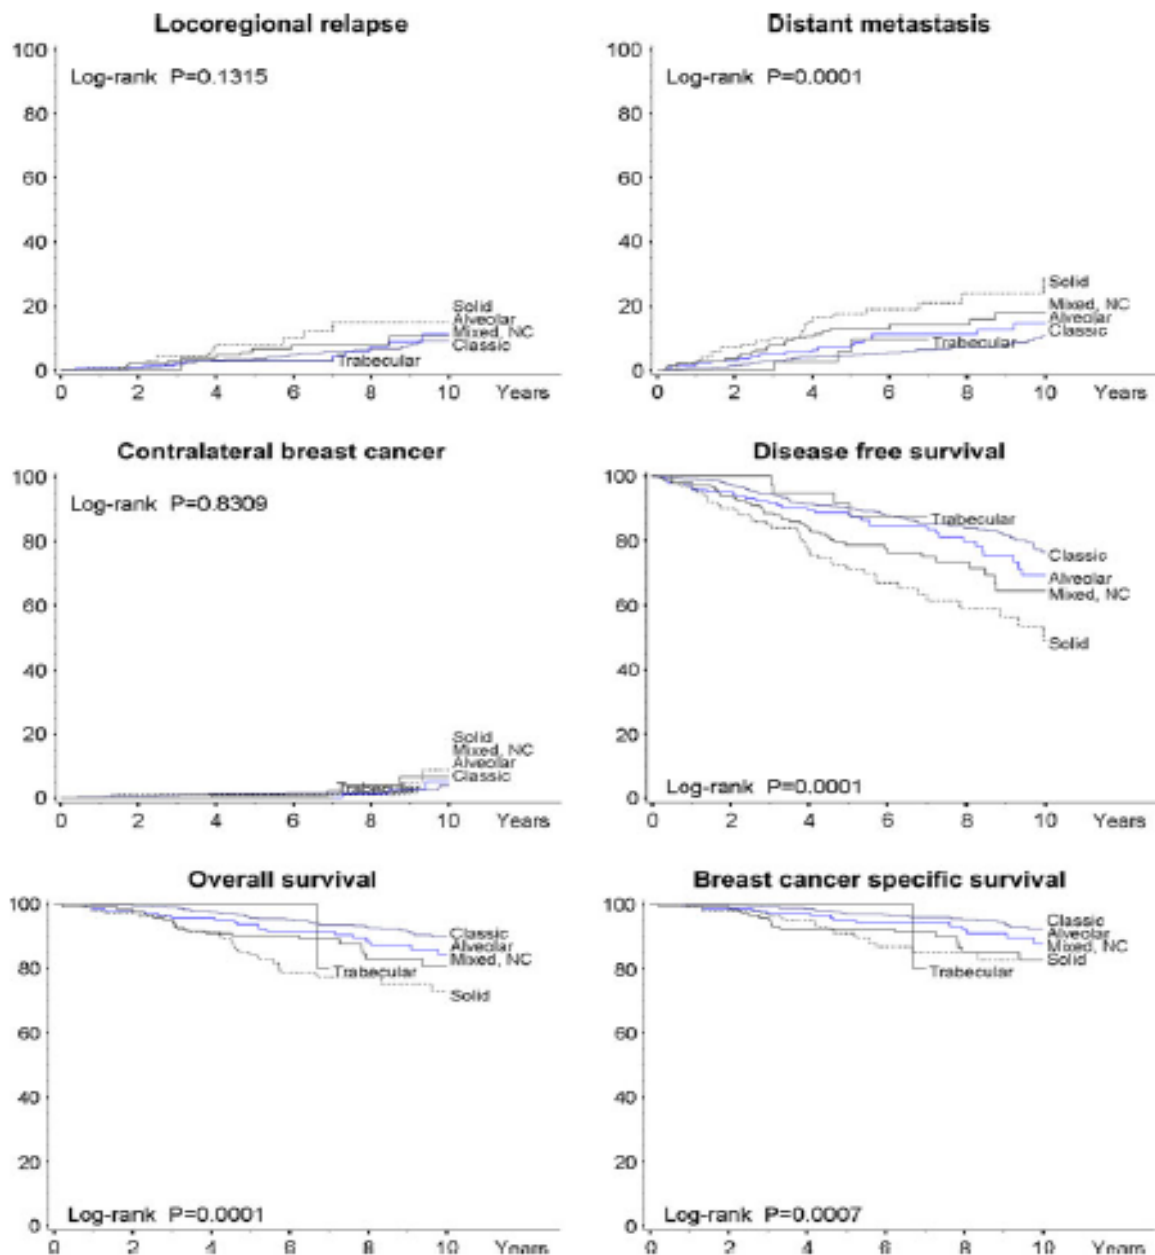 Locoregional relapse
100
80
60
40
20
0
Log-rank P=0.1315
Solid
Alveolar
Mixed, NC
Classic
Trabecular
0 2 4 6 8 10 Years
Distant metastasis
100
80
60
40
20
0
Log-rank P=0.0001
Solid
Mixed, NC
Alveolar
Classic
Trabecular
0 2 4 6 8 10 Years
Contralateral breast cancer
100
80
60
40
20
0
Log-rank P=0.8309
Solid
Mixed, NC
Alveolar
Classic
Trabecular
0 2 4 6 8 10 Years
Disease free survival
100
80
60
40
20
0
Trabecular
Classic
Alveolar
Mixed, NC
Solid
Log-rank P=0.0001
0 2 4 6 8 10 Years
Overall survival
100
80
60
40
20
0
Classic
Alveolar
Mixed, NC
Trabecular
Solid
Log-rank P=0.0001
0 2 4 6 8 10 Years
Breast cancer specific survival
100
80
60
40
20
0
Classic
Alveolar
Mixed, NC
Solid
Trabecular
Log-rank P=0.0007
0 2 4 6 8 10 Years